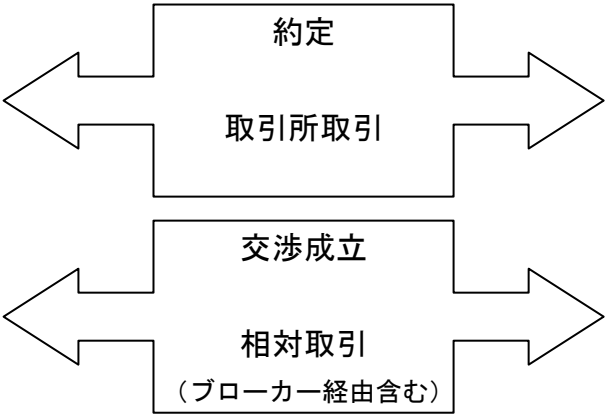 約定
取引所取引
交渉成立
相対取引
（ブローカー経由含む）